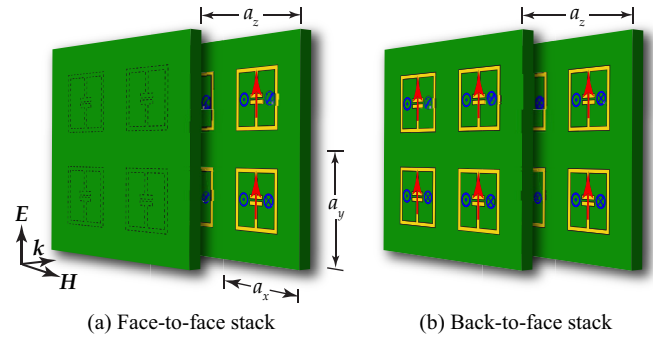 a_z
a_z
a_y
E
k
H
a_x
(a) Face-to-face stack
(b) Back-to-face stack